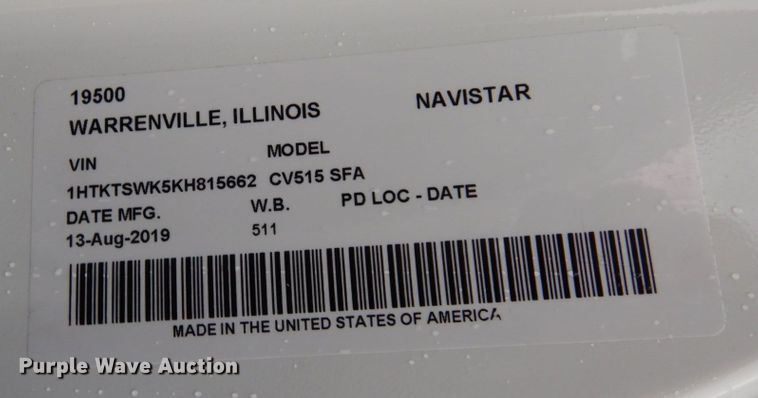 19500
WARRENVILLE, ILLINOIS NAVISTAR
VIN MODEL
1HTKTSWK5KH815662 CV515 SFA
DATE MFG. W.B. PD LOC - DATE
13-Aug-2019 511
MADE IN THE UNITED STATES OF AMERICA
Purple Wave Auction